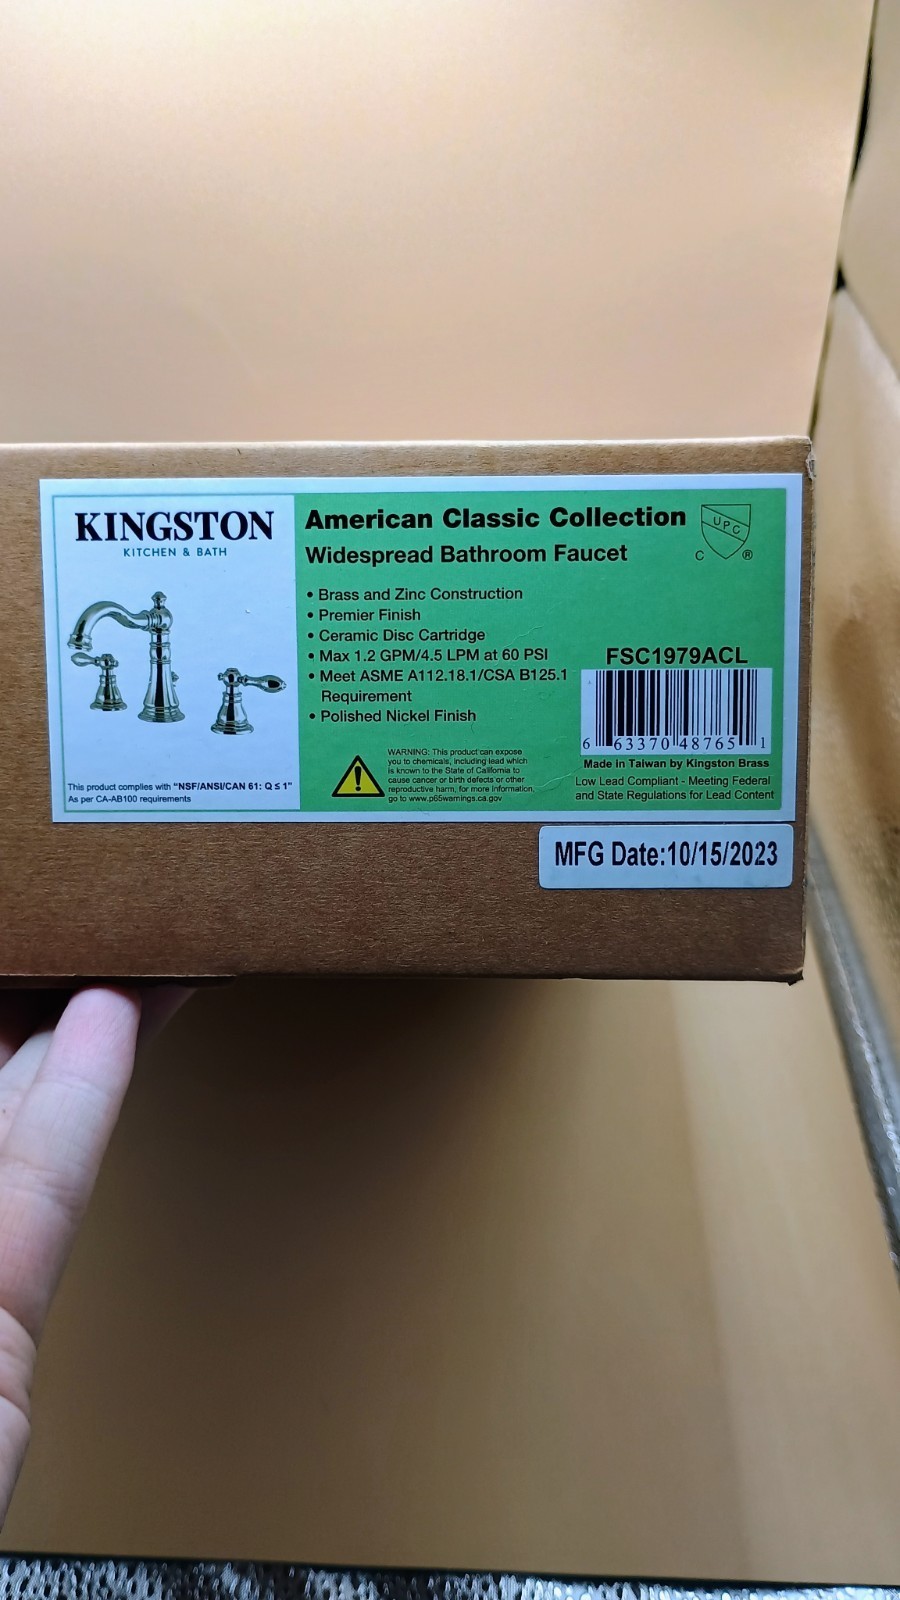 KINGSTON
KITCHEN & BATH
This product complies with “NSF/ANSI/CAN 61: Q ≤ 1”
As per CA-AB100 requirements
American Classic Collection
Widespread Bathroom Faucet
• Brass and Zinc Construction
• Premier Finish
• Ceramic Disc Cartridge
• Max 1.2 GPM/4.5 LPM at 60 PSI
• Meet ASME A112.18.1/CSA B125.1
Requirement
• Polished Nickel Finish
WARNING: This product can expose
you to chemicals, including lead which
is known to the State of California to
cause cancer or birth defects or other
reproductive harm, for more information,
go to www.p65warnings.ca.gov
UPC
C ®
FSC1979ACL
6 63370 48765 1
Made in Taiwan by Kingston Brass
Low Lead Compliant - Meeting Federal
and State Regulations for Lead Content
MFG Date:10/15/2023